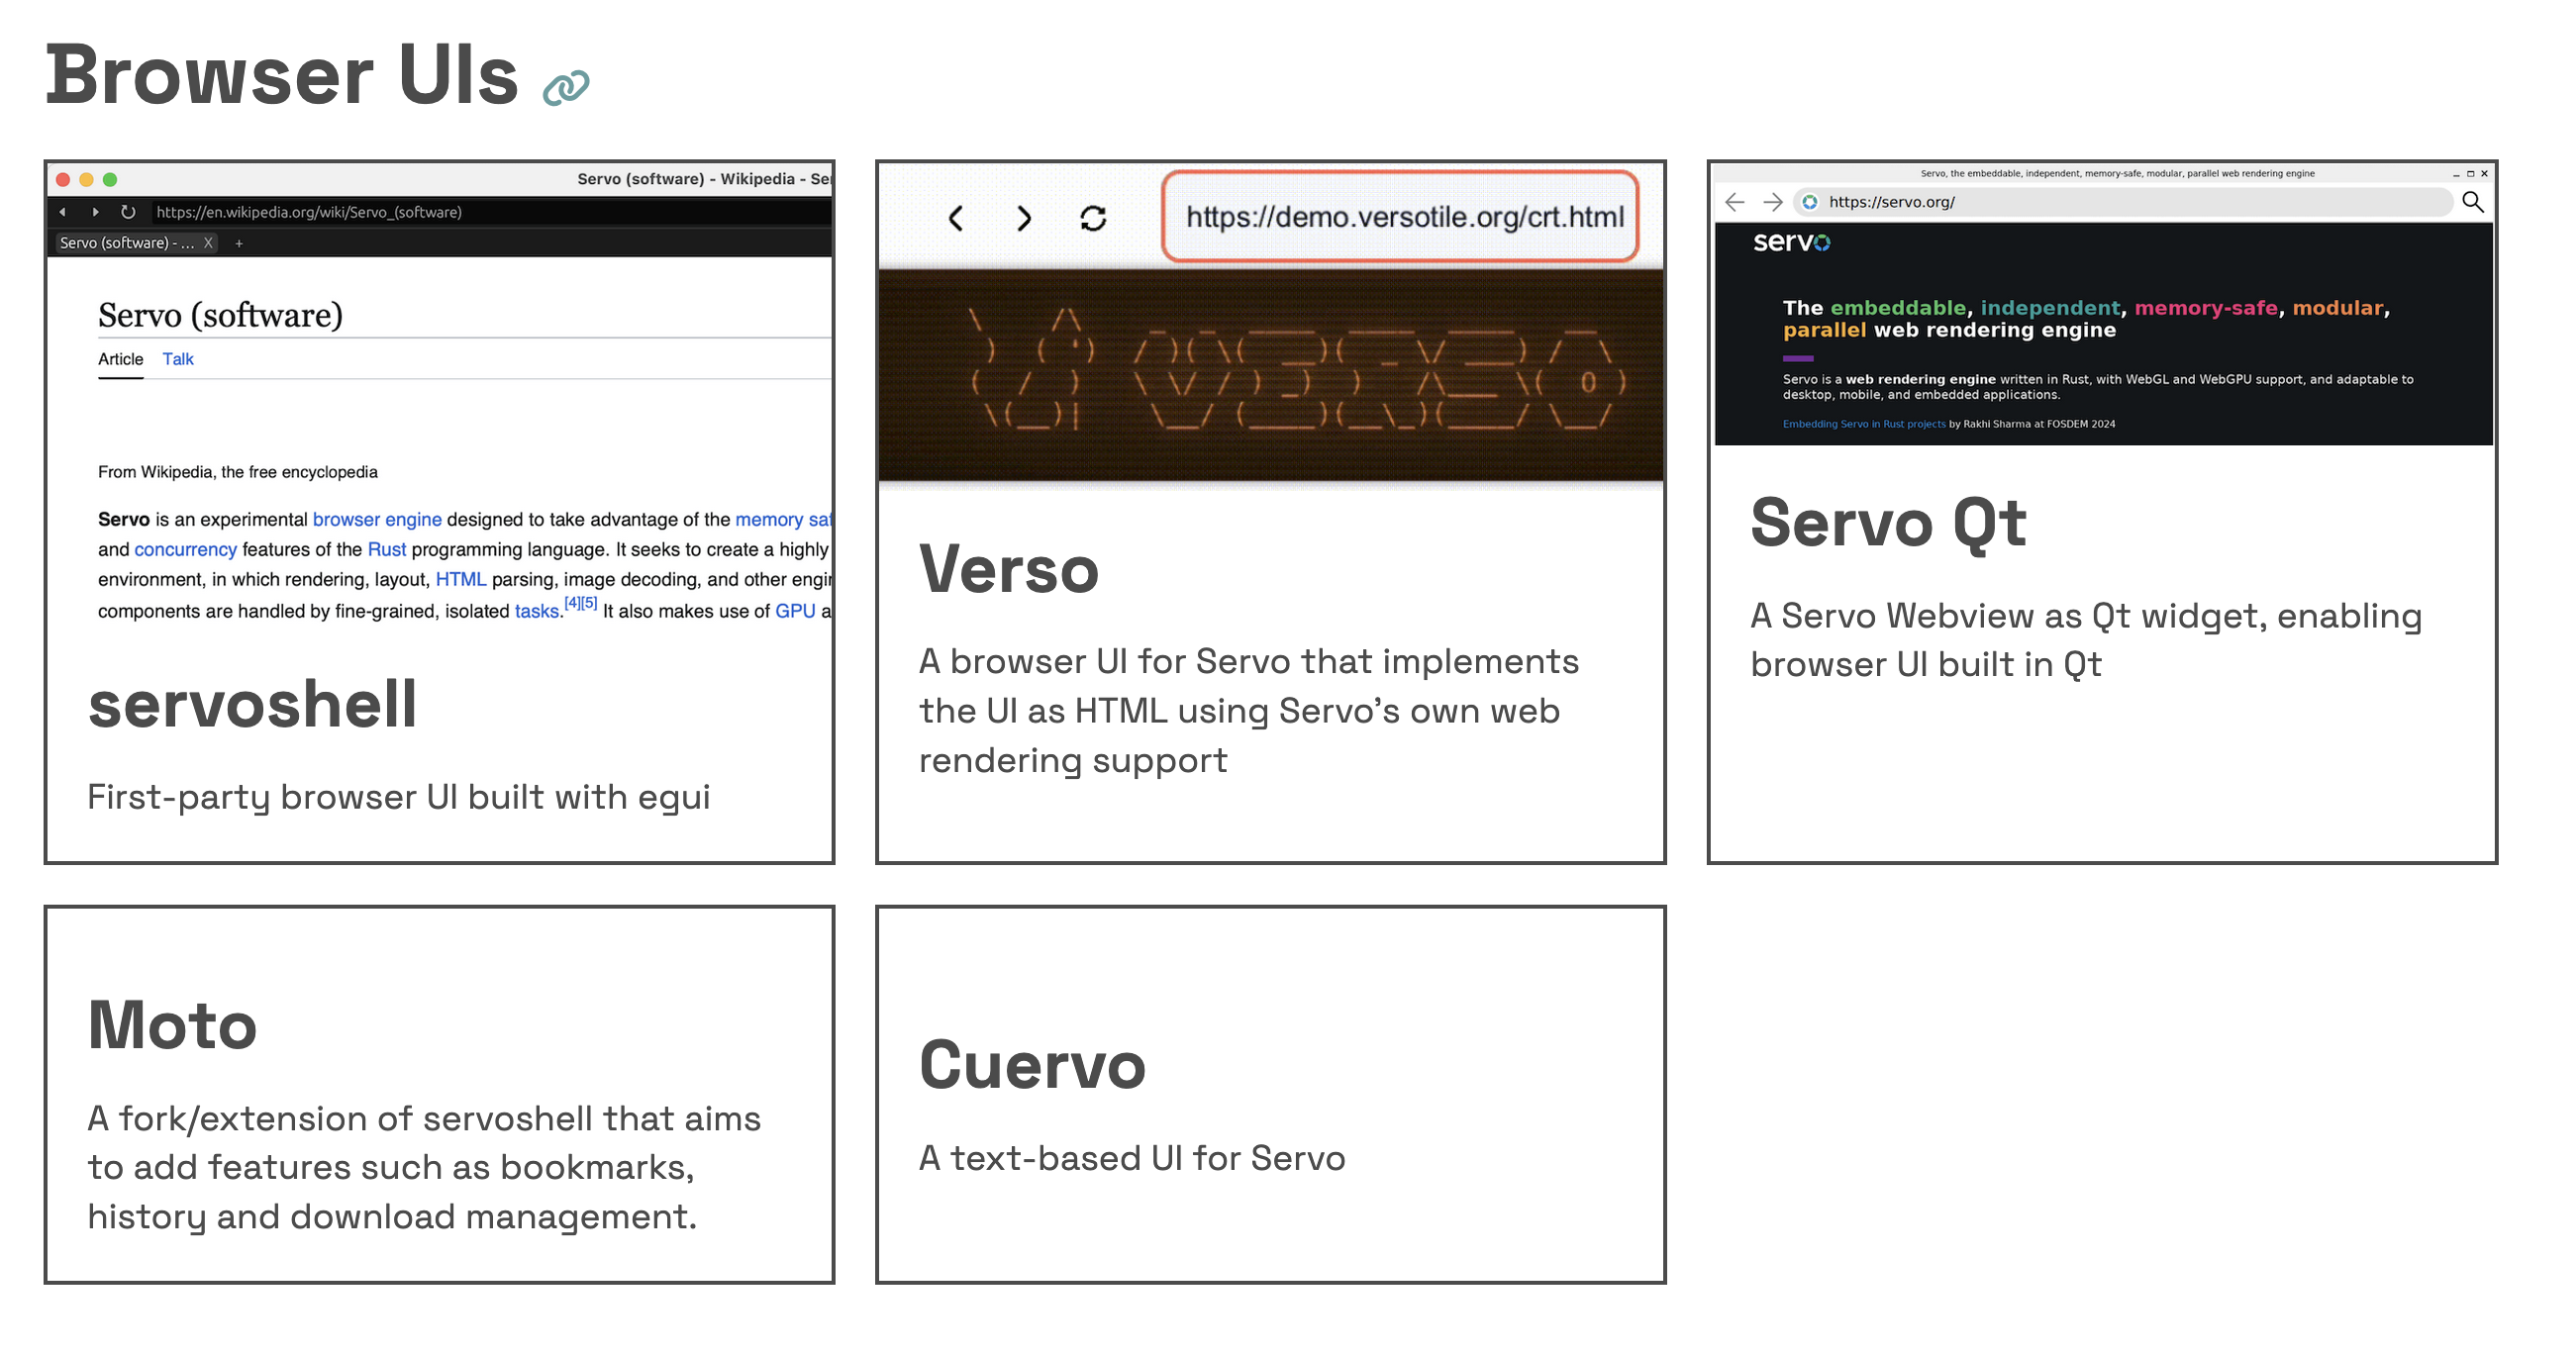 Browser UIs
Servo (software) - Wikipedia - Ser
https://en.wikipedia.org/wiki/Servo_(software)
Servo (software) - ... X +
Servo (software)
Article Talk
From Wikipedia, the free encyclopedia
Servo is an experimental browser engine designed to take advantage of the memory saf
and concurrency features of the Rust programming language. It seeks to create a highly
environment, in which rendering, layout, HTML parsing, image decoding, and other engin
components are handled by fine-grained, isolated tasks.[4][5] It also makes use of GPU a
servoshell
First-party browser UI built with egui
https://demo.versotile.org/crt.html
VERSO
Verso
A browser UI for Servo that implements
the UI as HTML using Servo’s own web
rendering support
Servo, the embeddable, independent, memory-safe, modular, parallel web rendering engine
https://servo.org/
servo
The embeddable, independent, memory-safe, modular,
parallel web rendering engine
Servo is a web rendering engine written in Rust, with WebGL and WebGPU support, and adaptable to
desktop, mobile, and embedded applications.
Embedding Servo in Rust projects by Rakhi Sharma at FOSDEM 2024
Servo Qt
A Servo Webview as Qt widget, enabling
browser UI built in Qt
Moto
A fork/extension of servoshell that aims
to add features such as bookmarks,
history and download management.
Cuervo
A text-based UI for Servo